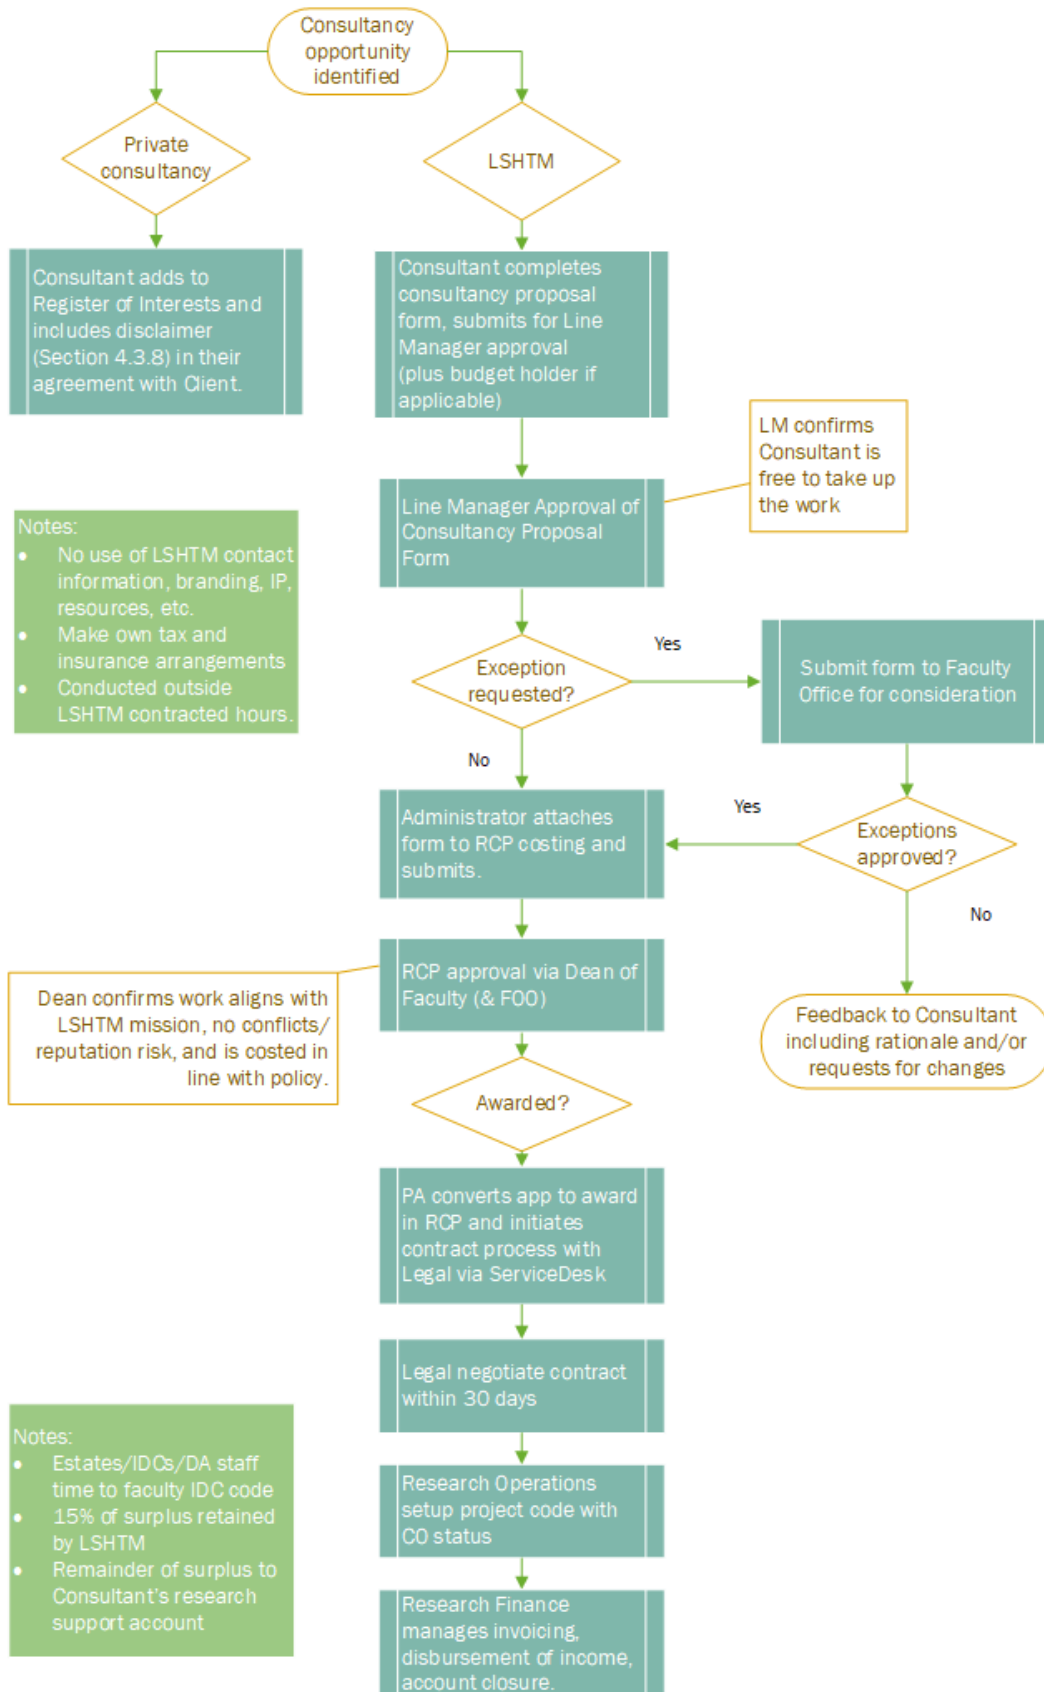 Consultancy
opportunity
identified
Private
consultancy
LSHTM
Consultant adds to
Register of Interests and
includes disclaimer
(Section 4.3.8) in their
agreement with Client.
Consultant completes
consultancy proposal
form, submits for Line
Manager approval
(plus budget holder if
applicable)
LM confirms
Consultant is
free to take up
the work
Line Manager Approval of
Consultancy Proposal
Form
Notes:
• No use of LSHTM contact
information, branding, IP,
resources, etc.
• Make own tax and
insurance arrangements
• Conducted outside
LSHTM contracted hours.
Exception
requested?
Yes
Submit form to Faculty
Office for consideration
No
Administrator attaches
form to RCP costing and
submits.
Yes
Exceptions
approved?
No
RCP approval via Dean of
Faculty (& FOO)
Dean confirms work aligns with
LSHTM mission, no conflicts/
reputation risk, and is costed in
line with policy.
Feedback to Consultant
including rationale and/or
requests for changes
Awarded?
PA converts app to award
in RCP and initiates
contract process with
Legal via ServiceDesk
Legal negotiate contract
within 30 days
Notes:
• Estates/IDCs/DA staff
time to faculty IDC code
• 15% of surplus retained
by LSHTM
• Remainder of surplus to
Consultant's research
support account
Research Operations
setup project code with
CO status
Research Finance
manages invoicing,
disbursement of income,
account closure.